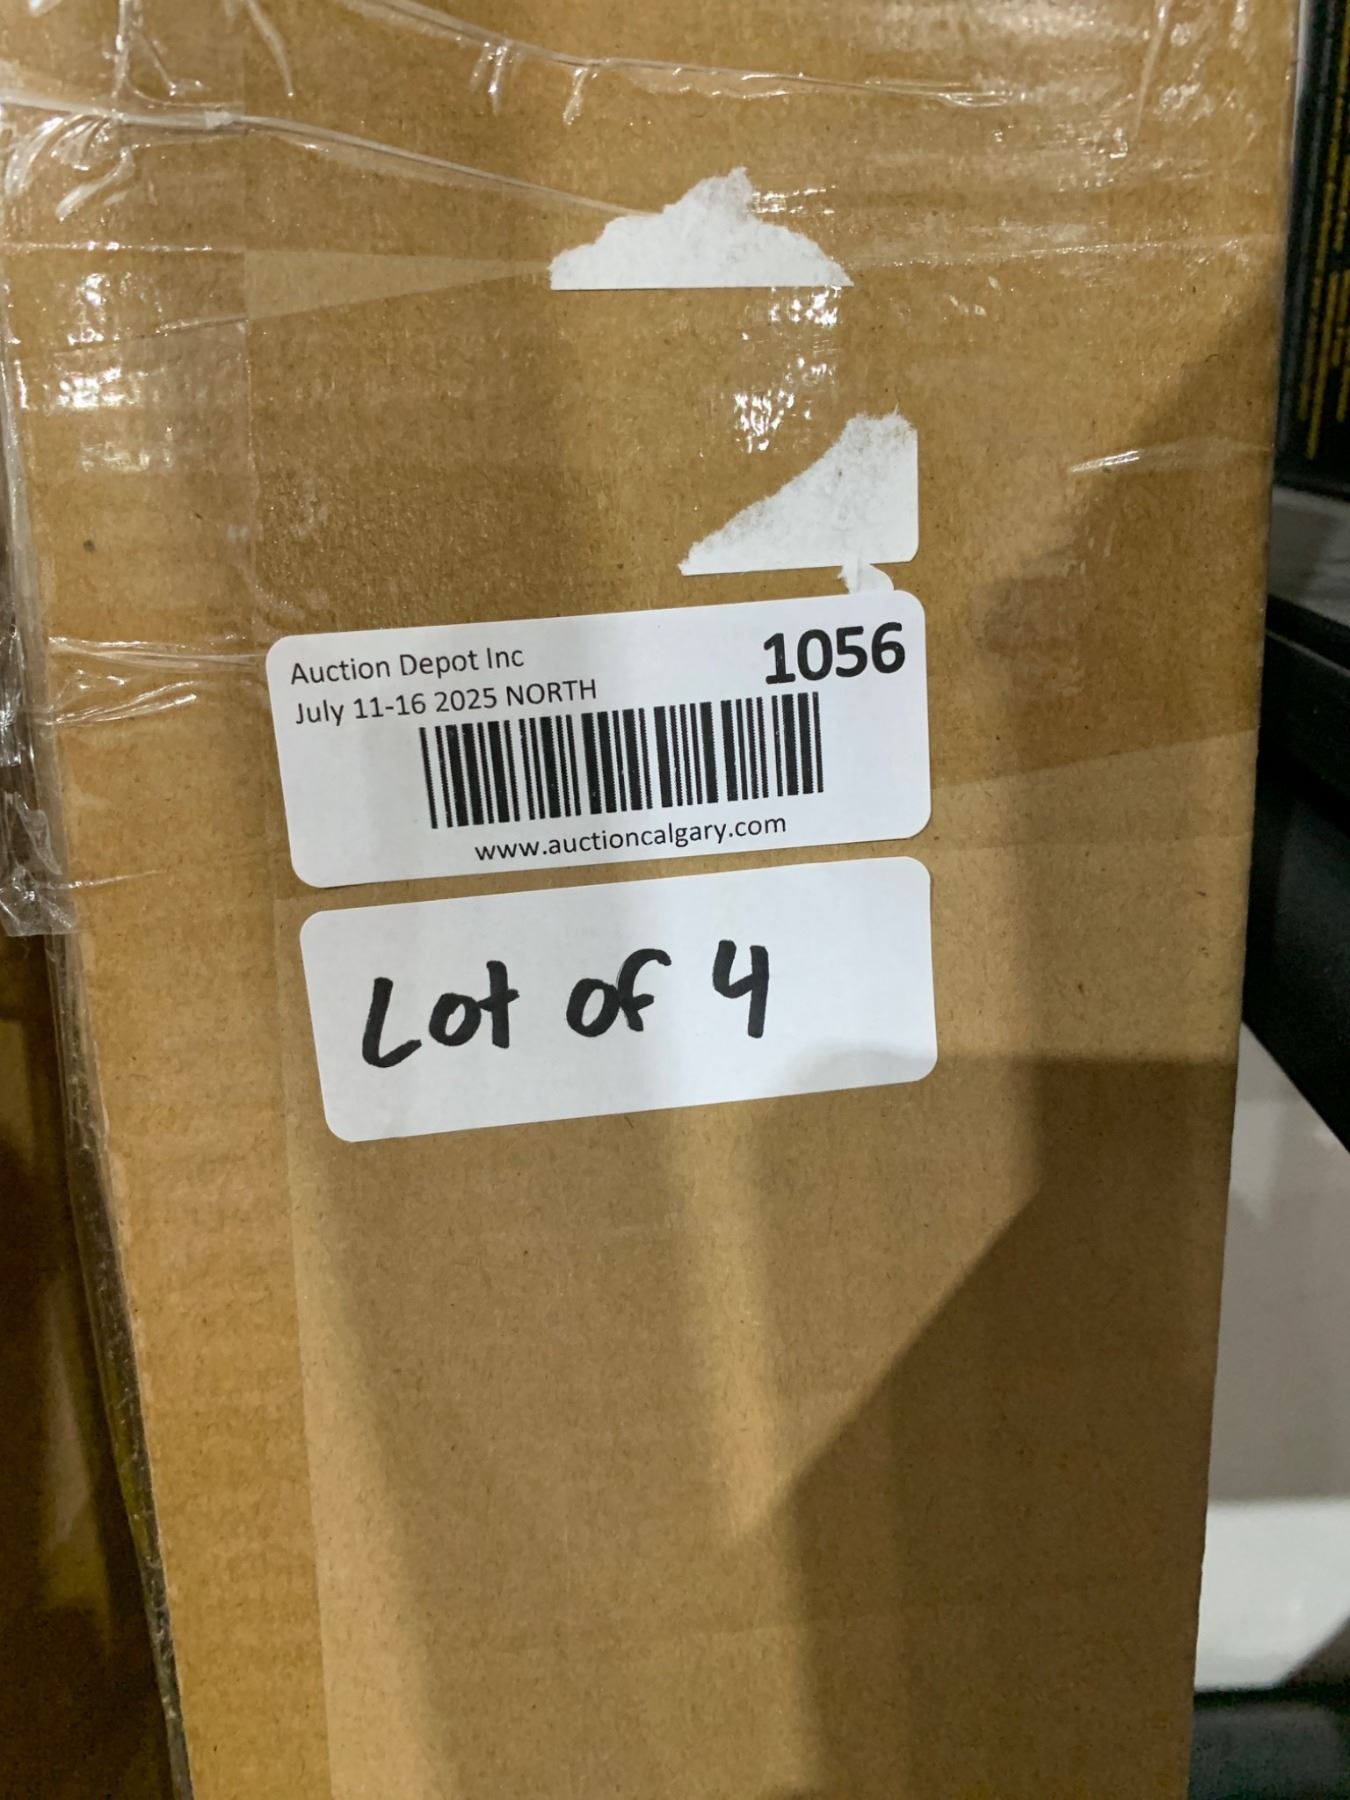 Auction Depot Inc
1056
July 11-16 2025 NORTH
www.auctioncalgary.com
Lot of 4